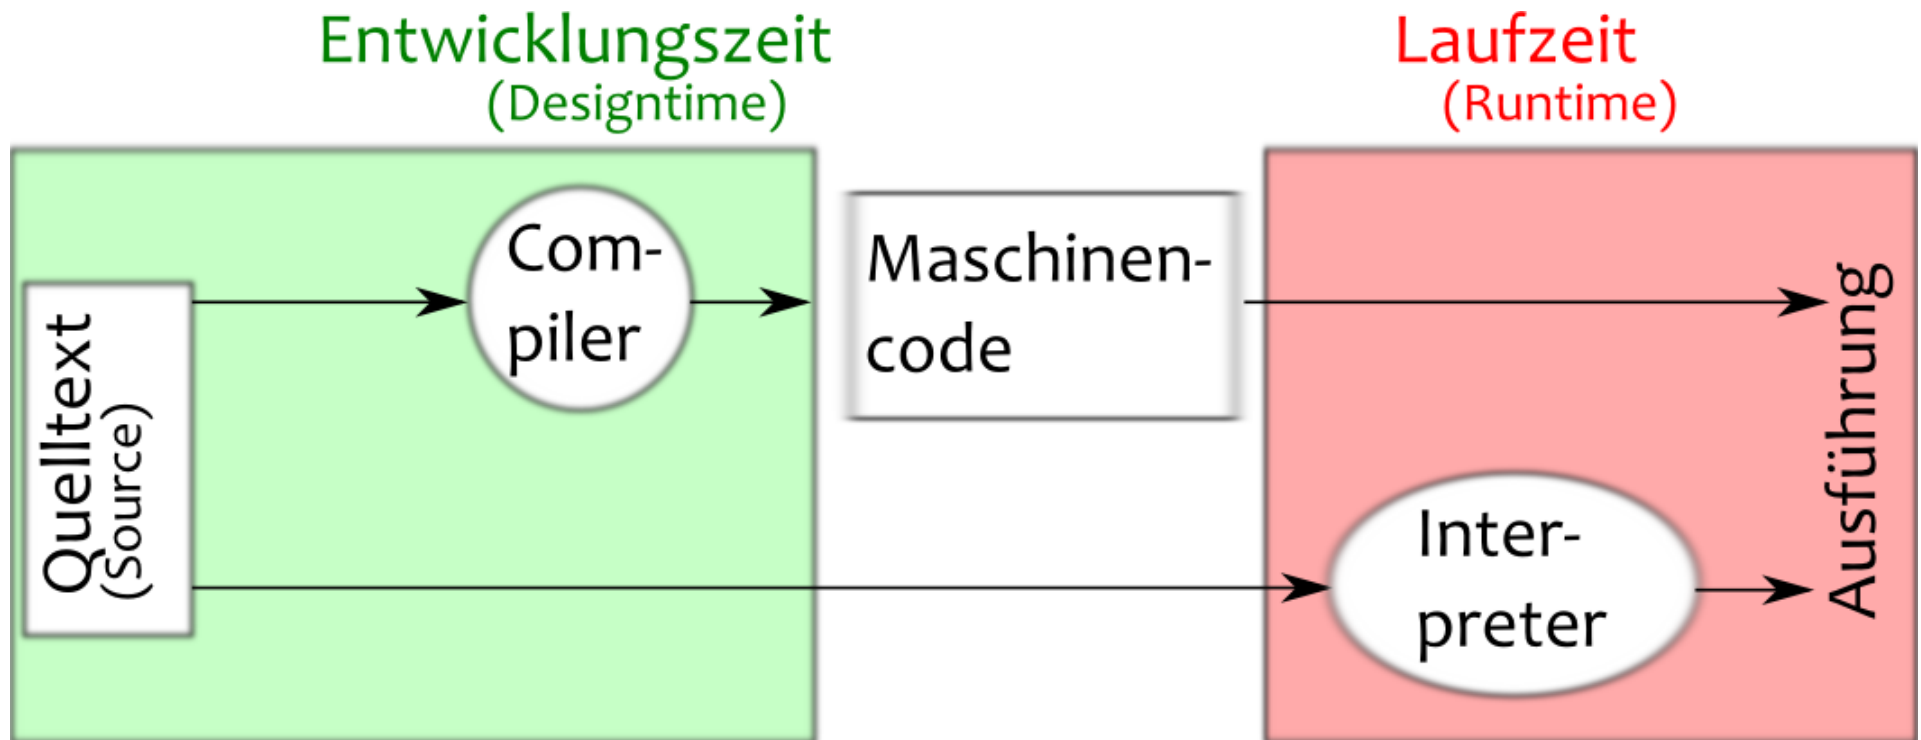 Entwicklungszeit
(Designtime)
Laufzeit
(Runtime)
Quelltext
(Source)
Com-
piler
Maschinen-
code
Inter-
preter
Ausführung